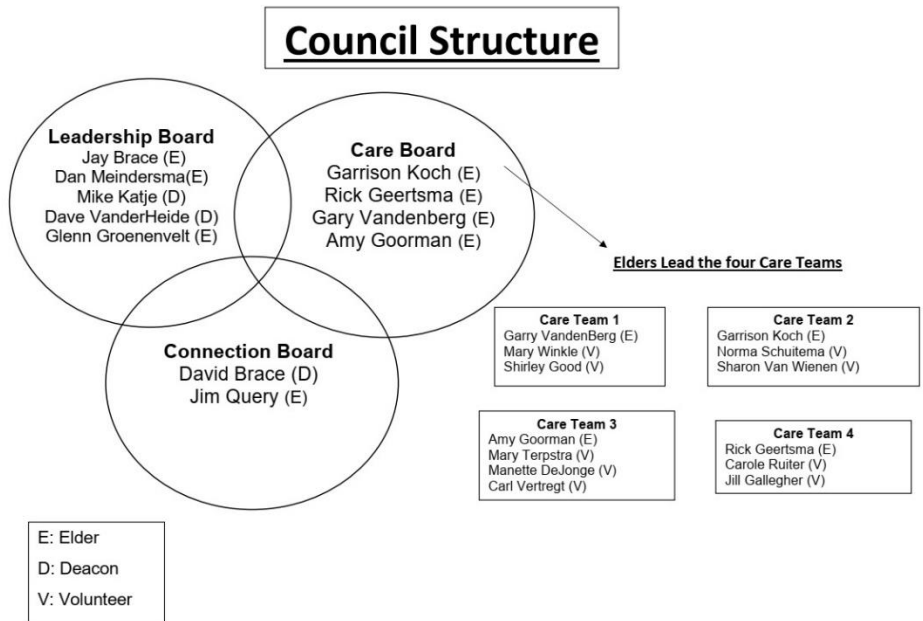 Council Structure
Leadership Board
Jay Brace (E)
Dan Meindersma(E)
Mike Katje (D)
Dave VanderHeide (D)
Glenn Groenenvelt (E)
Care Board
Garrison Koch (E)
Rick Geertsma (E)
Gary Vandenberg (E)
Amy Goorman (E)
Connection Board
David Brace (D)
Jim Query (E)
Elders Lead the four Care Teams
Care Team 1
Garry VandenBerg (E)
Mary Winkle (V)
Shirley Good (V)
Care Team 2
Garrison Koch (E)
Norma Schuitema (V)
Sharon Van Wienen (V)
Care Team 3
Amy Goorman (E)
Mary Terpstra (V)
Manette DeJonge (V)
Carl Vertregt (V)
Care Team 4
Rick Geertsma (E)
Carole Ruiter (V)
Jill Gallegher (V)
E: Elder
D: Deacon
V: Volunteer